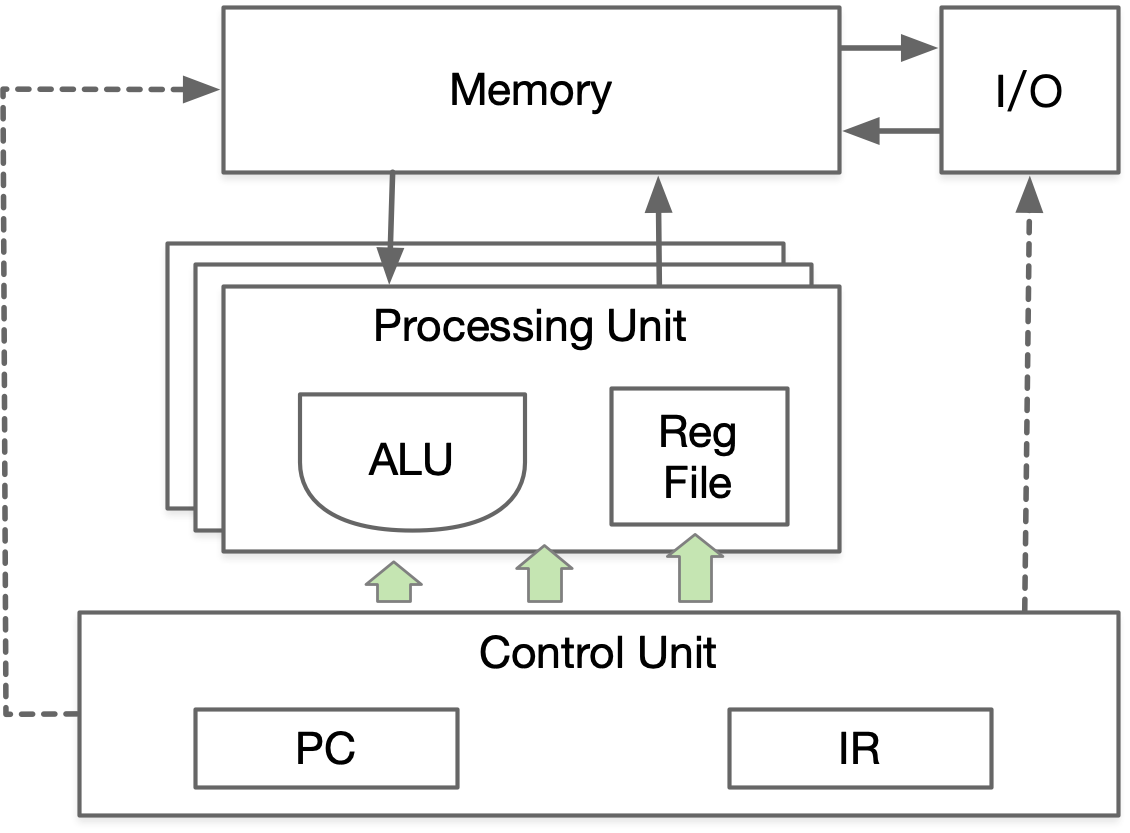 Memory
I/O
Processing Unit
ALU
Reg
File
Control Unit
PC
IR